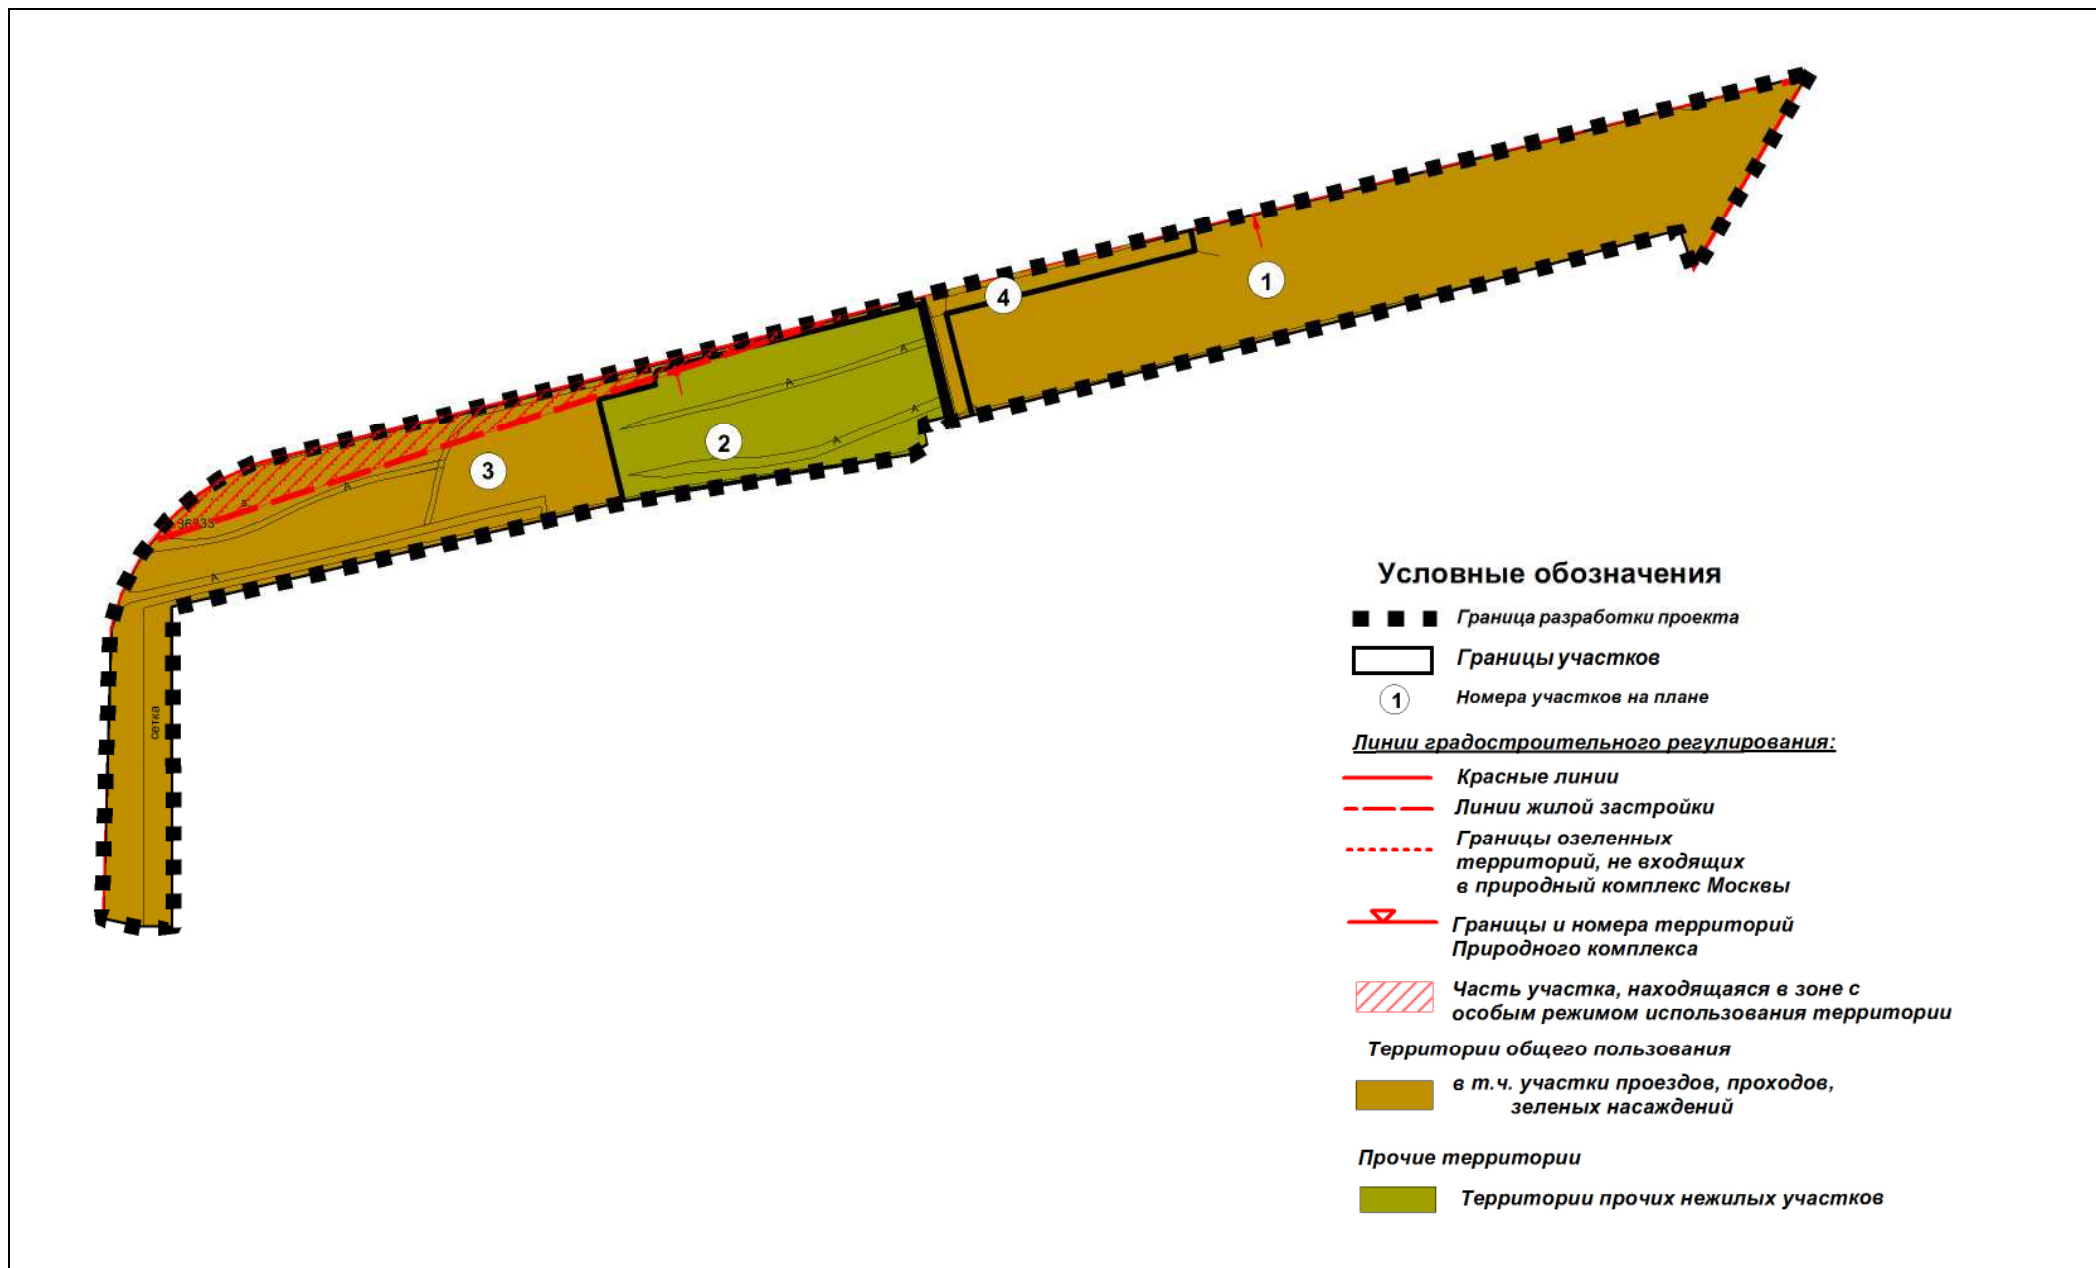 1
4
2
3
А
А
А
А
А
в
36833
А
сетка
Условные обозначения
Граница разработки проекта
Границы участков
1
Номера участков на плане
Линии градостроительного регулирования:
Красные линии
Линии жилой застройки
Границы озеленных
территорий, не входящих
в природный комплекс Москвы
Границы и номера территорий
Природного комплекса
Часть участка, находящаяся в зоне с
особым режимом использования территории
Территории общего пользования
в т.ч. участки проездов, проходов,
зеленых насаждений
Прочие территории
Территории прочих нежилых участков